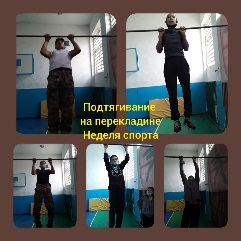 Подтягивание
на перекладине
Неделя спорта